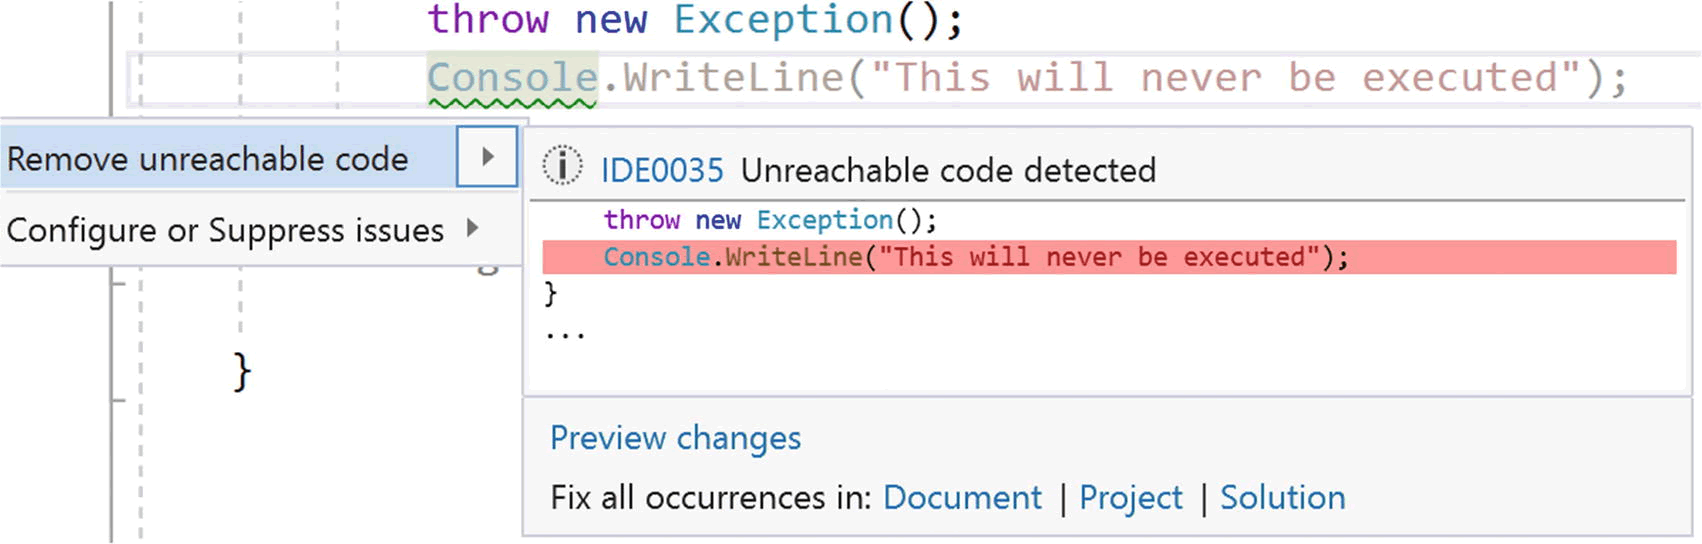 throw new Exception();
Console.WriteLine("This will never be executed");
Remove unreachable code
Configure or Suppress issues
IDE0035 Unreachable code detected
throw new Exception();
Console.WriteLine("This will never be executed");
}
...
}
Preview changes
Fix all occurrences in: Document | Project | Solution